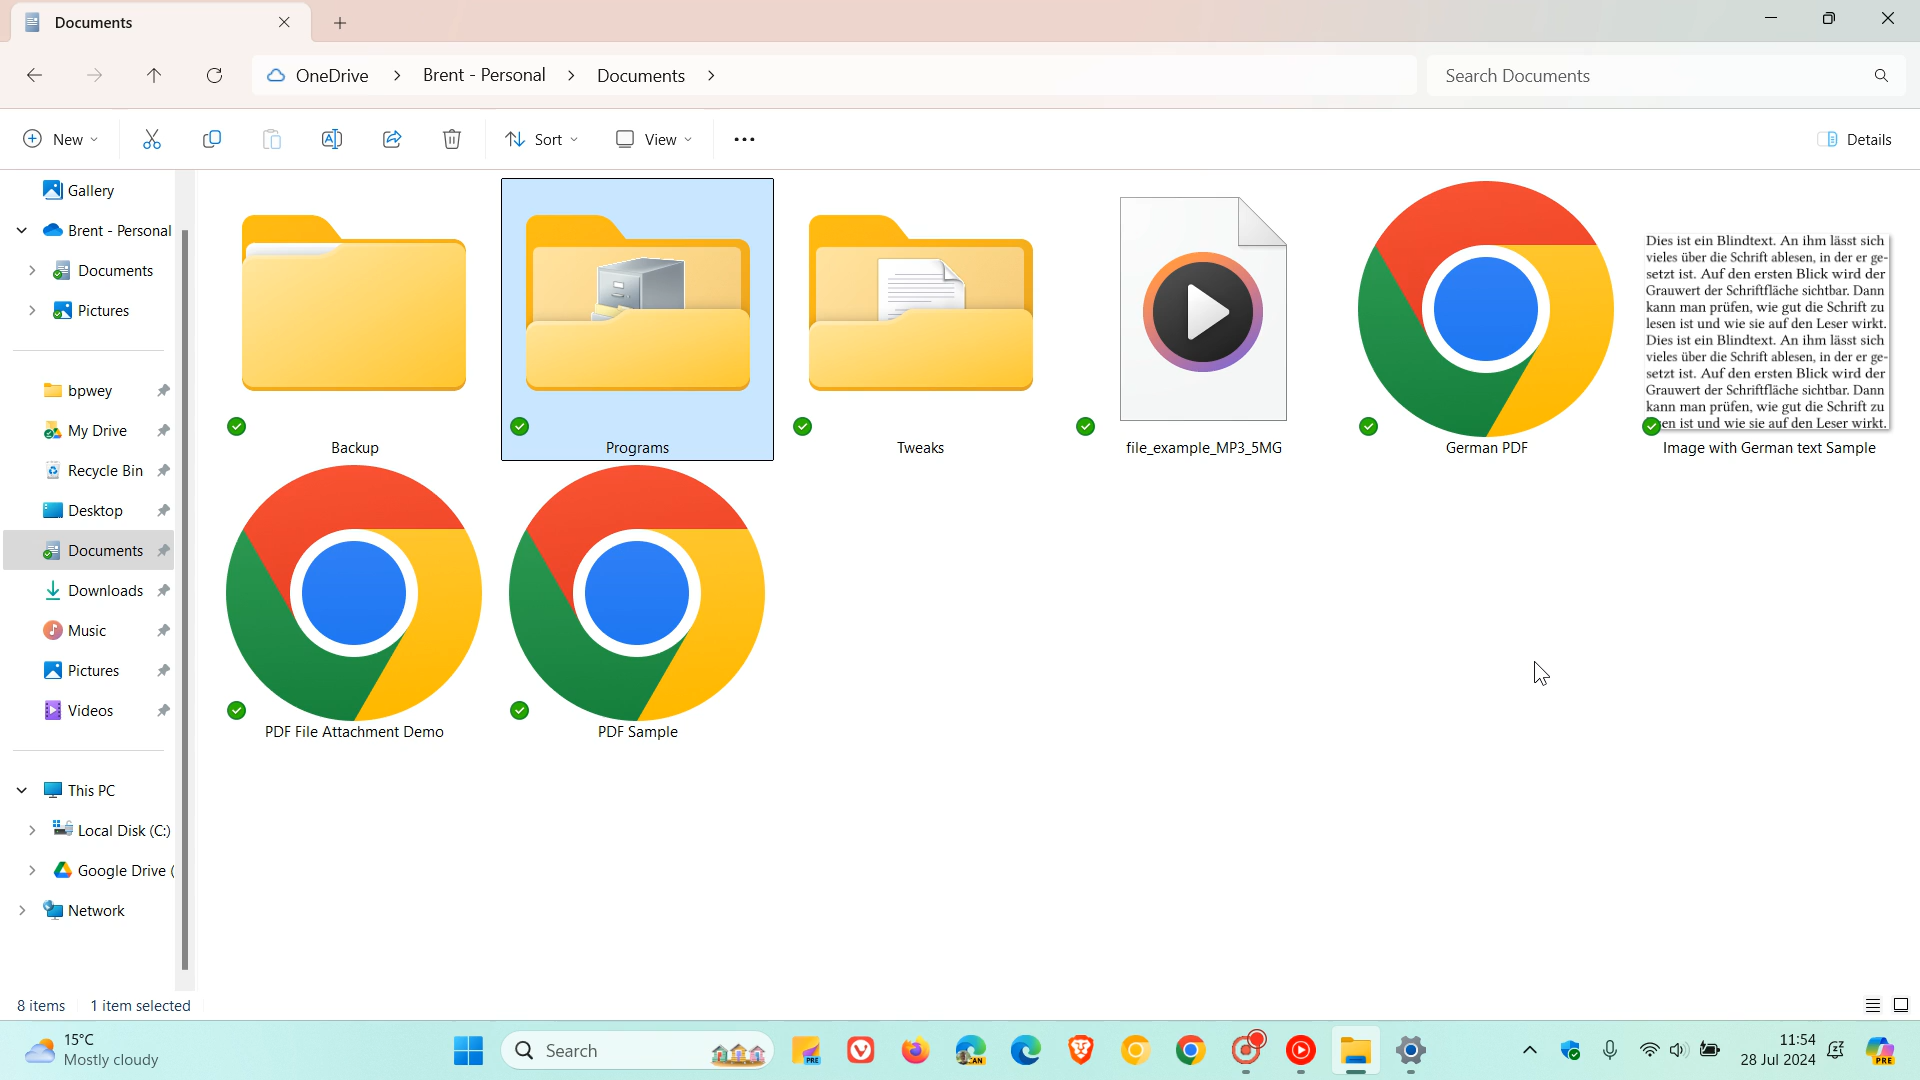 Documents
OneDrive > Brent - Personal > Documents >
Search Documents
New
Sort
View
Details
Gallery
Brent - Personal
Documents
Pictures
bpwey
My Drive
Recycle Bin
Desktop
Documents
Downloads
Music
Pictures
Videos
This PC
Local Disk (C:)
Google Drive (
Network
Backup
Programs
Tweaks
file_example_MP3_5MG
German PDF
Dies ist ein Blindtext. An ihm lässt sich
vieles über die Schrift ablesen, in der er ge-
setzt ist. Auf den ersten Blick wird der
Grauwert der Schriftfläche sichtbar. Dann
kann man prüfen, wie gut die Schrift zu
lesen ist und wie sie auf den Leser wirkt.
Dies ist ein Blindtext. An ihm lässt sich
vieles über die Schrift ablesen, in der er ge-
setzt ist. Auf den ersten Blick wird der
Grauwert der Schriftfläche sichtbar. Dann
kann man prüfen, wie gut die Schrift zu
en ist und wie sie auf den Leser wirkt.
Image with German text Sample
PDF File Attachment Demo
PDF Sample
8 items
1 item selected
15°C
Mostly cloudy
Search
PRE
CAN
11:54
28 Jul 2024
PRE